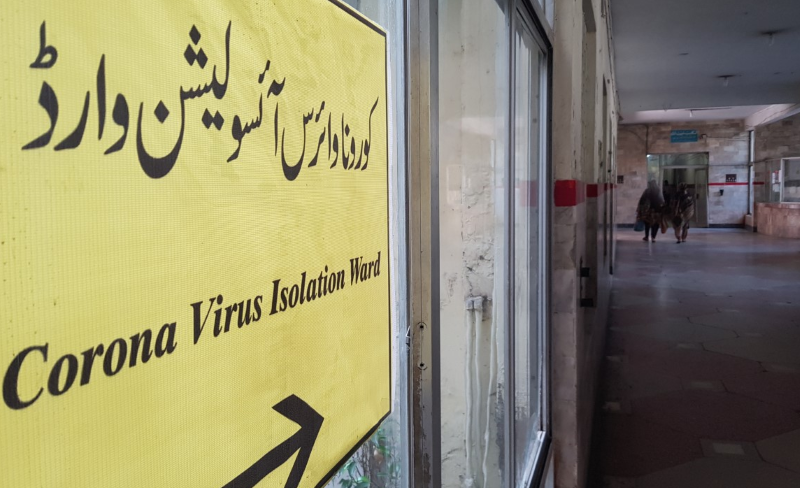 کورونا وائرس آئسولیشن وارڈ
Corona Virus Isolation Ward